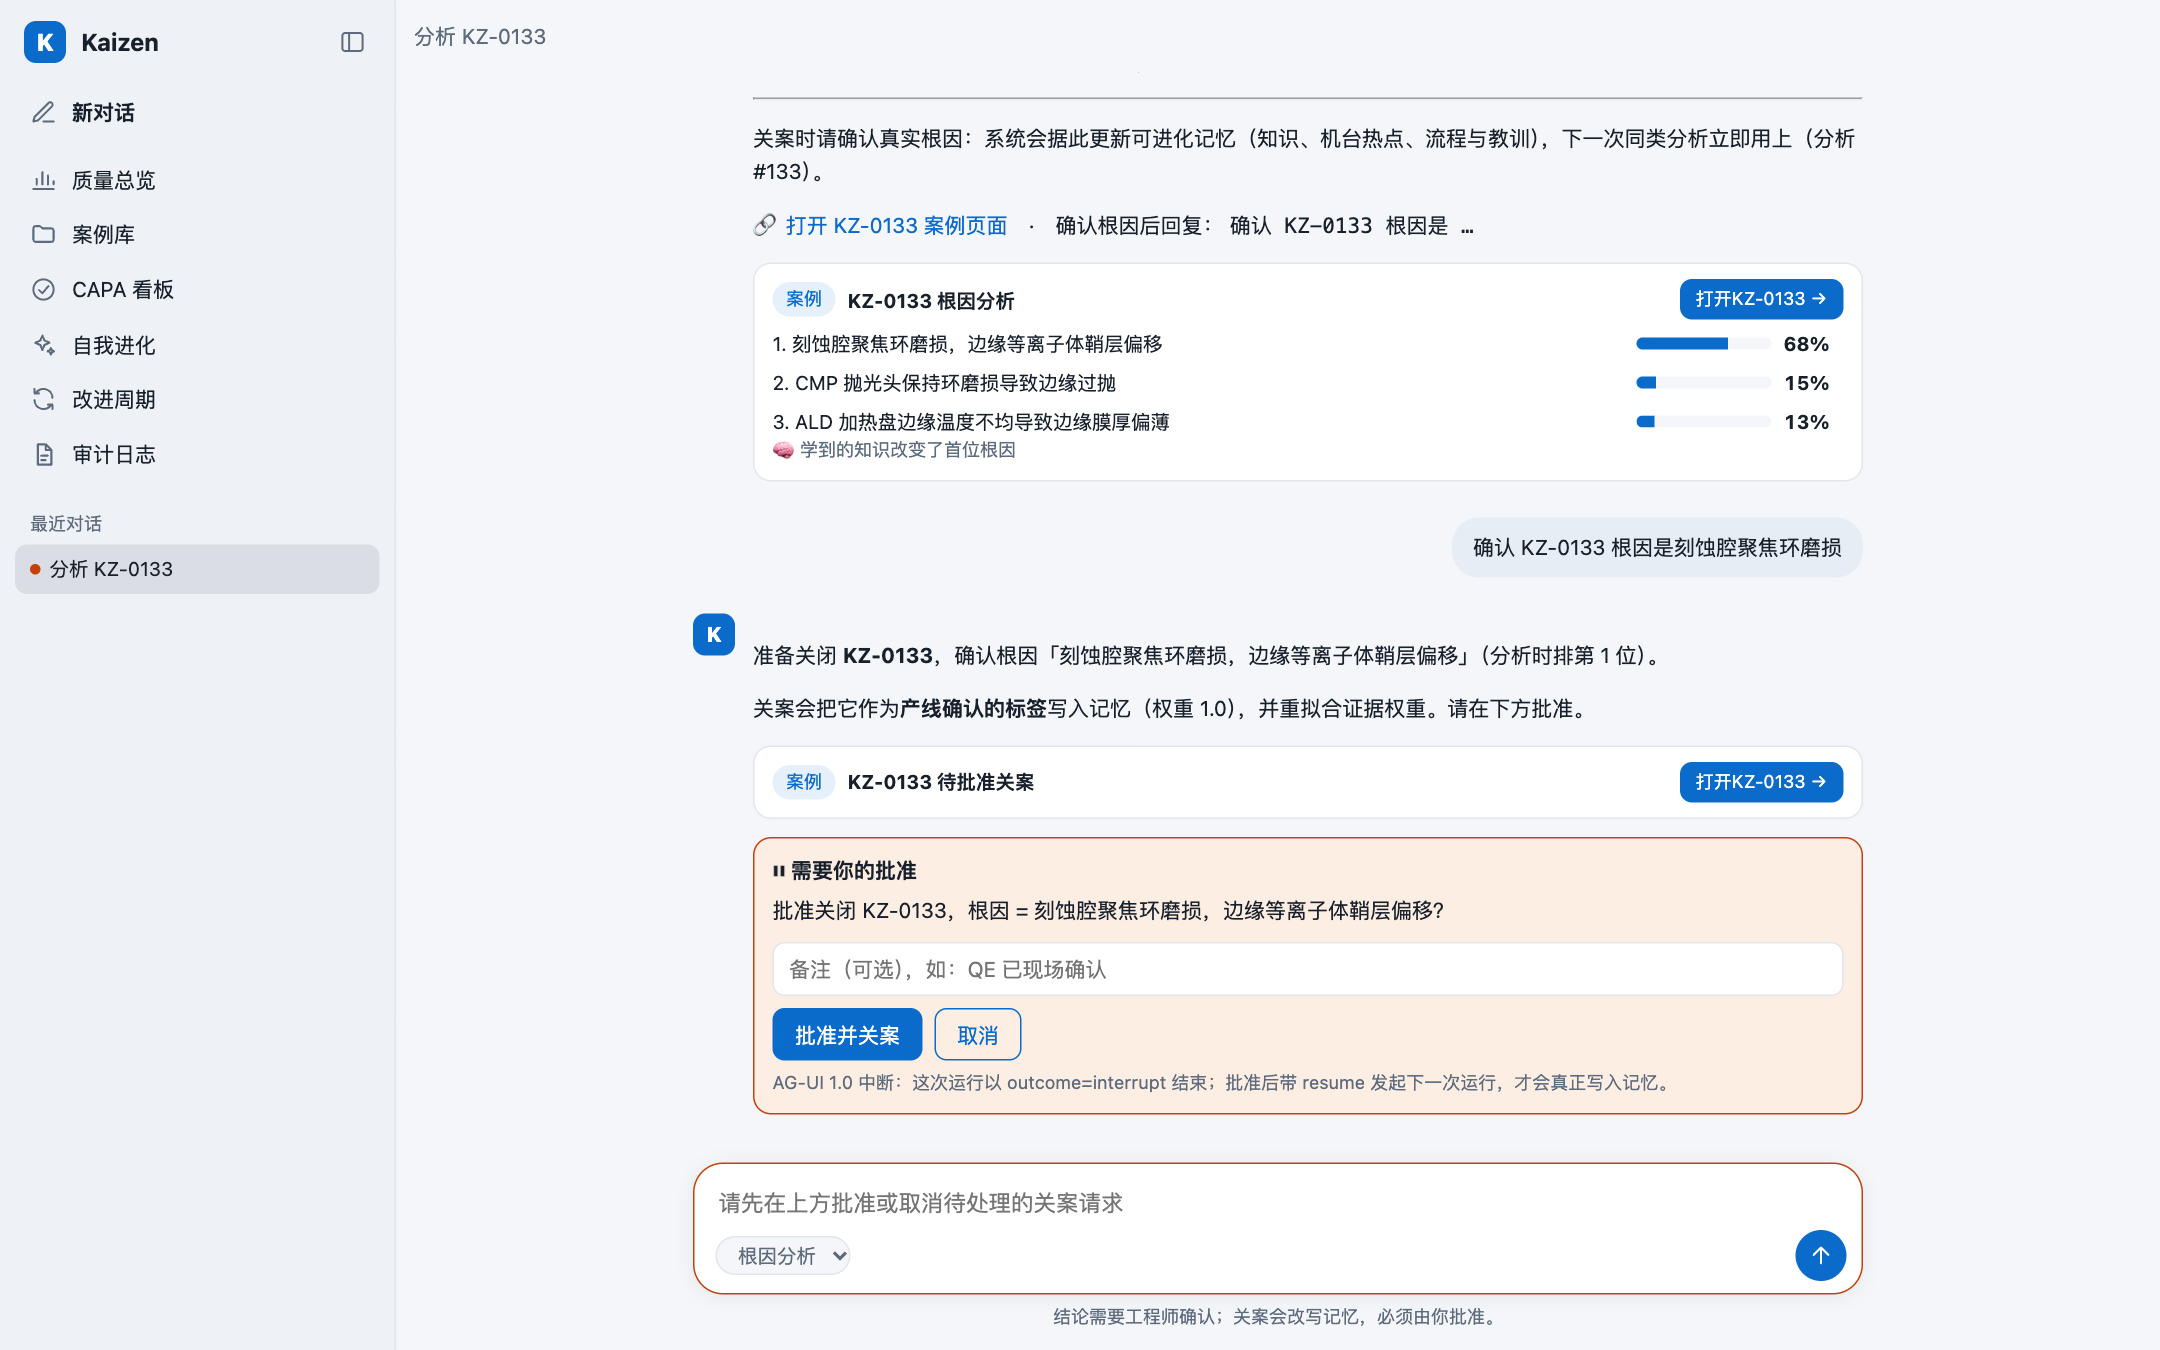 K Kaizen
新对话
质量总览
案例库
CAPA 看板
自我进化
改进周期
审计日志
最近对话
分析 KZ-0133
分析 KZ-0133
关案时请确认真实根因：系统会据此更新可进化记忆（知识、机台热点、流程与教训），下一次同类分析立即用上（分析
#133）。
打开 KZ-0133 案例页面 · 确认根因后回复： 确认 KZ-0133 根因是 …
案例 KZ-0133 根因分析 打开KZ-0133 →
1. 刻蚀腔聚焦环磨损，边缘等离子体鞘层偏移 68%
2. CMP 抛光头保持环磨损导致边缘过抛 15%
3. ALD 加热盘边缘温度不均导致边缘膜厚偏薄 13%
学到的知识改变了首位根因
确认 KZ-0133 根因是刻蚀腔聚焦环磨损
K
准备关闭 KZ-0133，确认根因「刻蚀腔聚焦环磨损，边缘等离子体鞘层偏移」（分析时排第 1 位）。
关案会把它作为产线确认的标签写入记忆（权重 1.0），并重拟合证据权重。请在下方批准。
案例 KZ-0133 待批准关案 打开KZ-0133 →
需要你的批准
批准关闭 KZ-0133，根因 = 刻蚀腔聚焦环磨损，边缘等离子体鞘层偏移?
备注（可选），如：QE 已现场确认
批准并关案 取消
AG-UI 1.0 中断：这次运行以 outcome=interrupt 结束；批准后带 resume 发起下一次运行，才会真正写入记忆。
请先在上方批准或取消待处理的关案请求
根因分析
结论需要工程师确认；关案会改写记忆，必须由你批准。